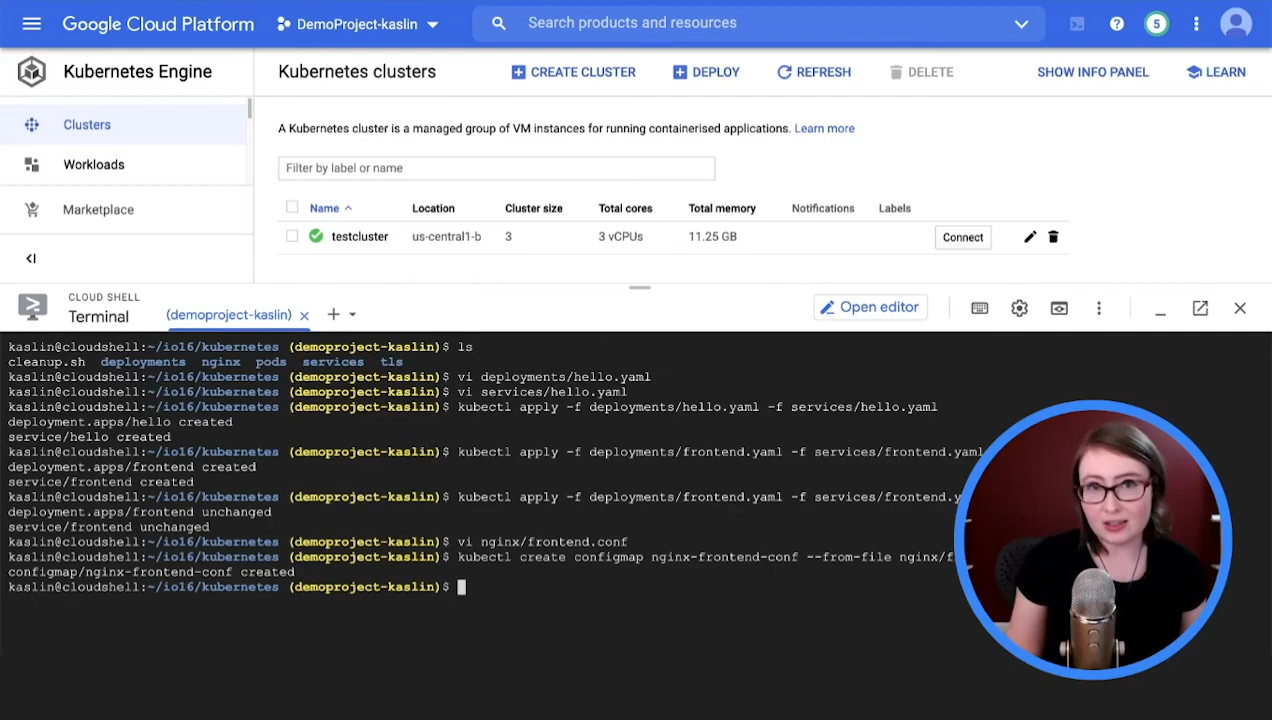 Google Cloud Platform
DemoProject-kaslin
Search products and resources
5
Kubernetes Engine
Kubernetes clusters
CREATE CLUSTER
DEPLOY
REFRESH
DELETE
SHOW INFO PANEL
LEARN
Clusters
Workloads
Marketplace
A Kubernetes cluster is a managed group of VM instances for running containerised applications. Learn more
Filter by label or name
Name Location Cluster size Total cores Total memory Notifications Labels
testcluster us-central1-b 3 3 vCPUs 11.25 GB Connect
CLOUD SHELL
Terminal
(demoproject-kaslin)
Open editor
kaslin@cloudshell:~/io16/kubernetes (demoproject-kaslin)$ ls
cleanup.sh deployments nginx pods services tls
kaslin@cloudshell:~/io16/kubernetes (demoproject-kaslin)$ vi deployments/hello.yaml
kaslin@cloudshell:~/io16/kubernetes (demoproject-kaslin)$ vi services/hello.yaml
kaslin@cloudshell:~/io16/kubernetes (demoproject-kaslin)$ kubectl apply -f deployments/hello.yaml -f services/hello.yaml
deployment.apps/hello created
service/hello created
kaslin@cloudshell:~/io16/kubernetes (demoproject-kaslin)$ kubectl apply -f deployments/frontend.yaml -f services/frontend.yaml
deployment.apps/frontend created
service/frontend created
kaslin@cloudshell:~/io16/kubernetes (demoproject-kaslin)$ kubectl apply -f deployments/frontend.yaml -f services/frontend.y
deployment.apps/frontend unchanged
service/frontend unchanged
kaslin@cloudshell:~/io16/kubernetes (demoproject-kaslin)$ vi nginx/frontend.conf
kaslin@cloudshell:~/io16/kubernetes (demoproject-kaslin)$ kubectl create configmap nginx-frontend-conf --from-file nginx/f
configmap/nginx-frontend-conf created
kaslin@cloudshell:~/io16/kubernetes (demoproject-kaslin)$